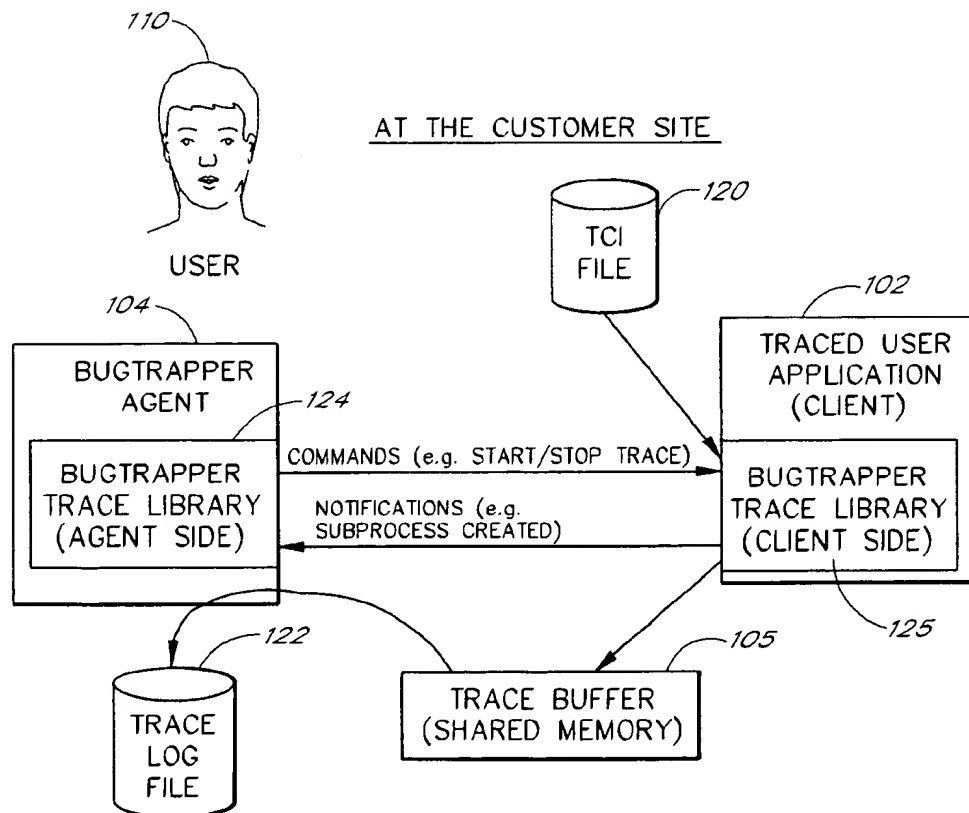 110
AT THE CUSTOMER SITE
120
TCI
FILE
USER
104
102
BUGTRAPPER
AGENT
124
BUGTRAPPER
TRACE LIBRARY
(AGENT SIDE)
TRACED USER
APPLICATION
(CLIENT)
COMMANDS (e.g. START/STOP TRACE)
NOTIFICATIONS (e.g.
SUBPROCESS CREATED)
BUGTRAPPER
TRACE LIBRARY
(CLIENT SIDE)
125
122
TRACE
LOG
FILE
105
TRACE BUFFER
(SHARED MEMORY)